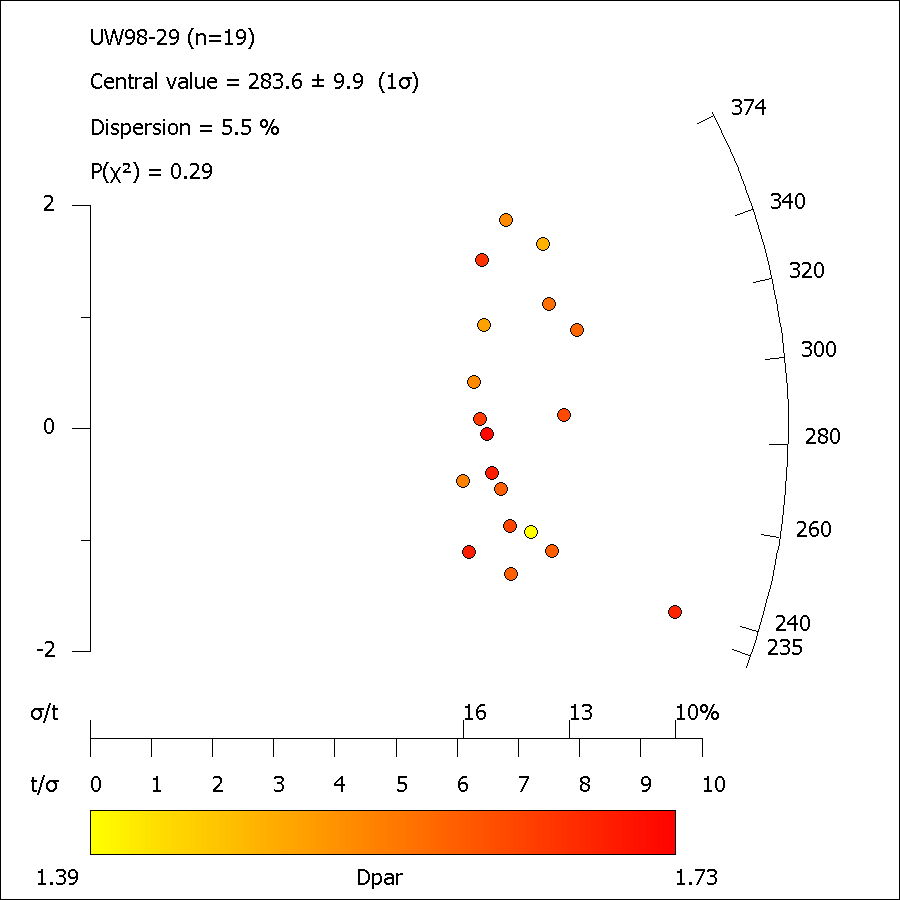 UW98-29 (n=19)
Central value = 283.6 ± 9.9 (1σ)
Dispersion = 5.5 %
P(χ²) = 0.29
374
340
320
300
280
260
240
235
2
0
-2
σ/t 16 13 10%
t/σ 0 1 2 3 4 5 6 7 8 9 10
1.39 Dpar 1.73